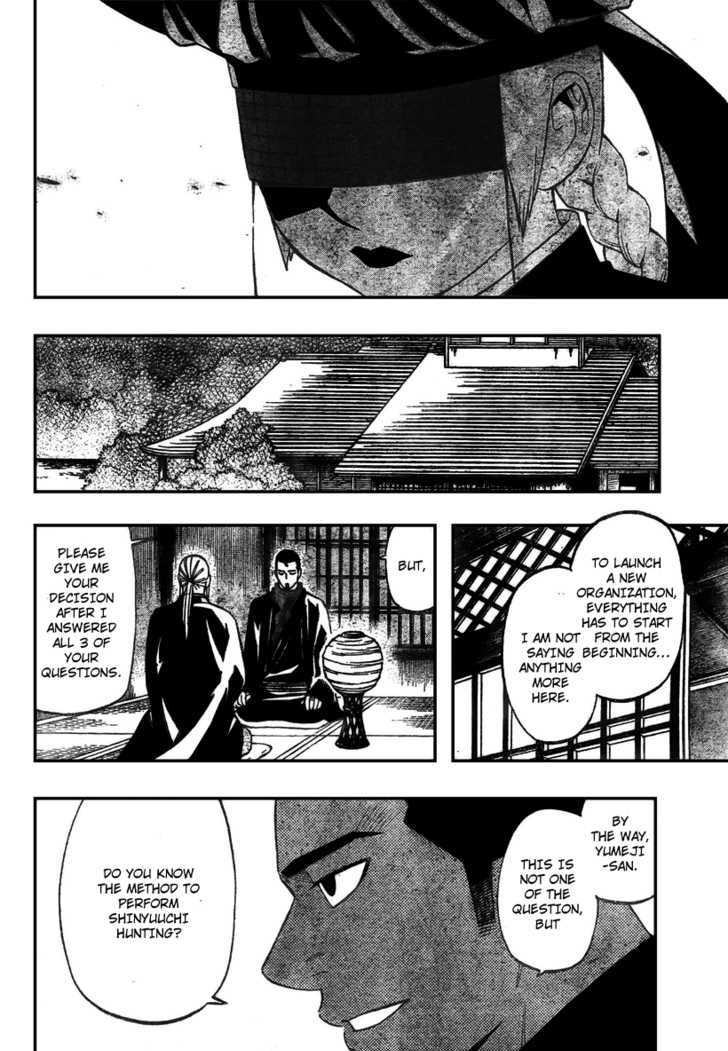 TO LAUNCH
A NEW
ORGANIZATION,
EVERYTHING
HAS TO START
FROM THE
BEGINNING...
I AM NOT
SAYING
ANYTHING
MORE
HERE.
BUT,
PLEASE
GIVE ME
YOUR
DECISION
AFTER I
ANSWERED
ALL 3 OF
YOUR
QUESTIONS.
BY
THE WAY,
YUMEJI
-SAN.
THIS IS
NOT ONE
OF THE
QUESTION,
BUT
DO YOU KNOW
THE METHOD TO
PERFORM
SHINYUUCHI
HUNTING?